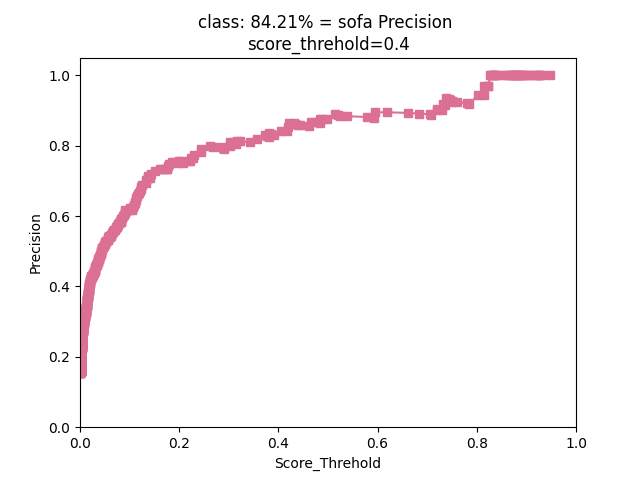 class: 84.21% = sofa Precision
score_threhold=0.4
1.0
0.8
0.6
0.4
0.2
0.0
Precision
0.0 0.2 0.4 0.6 0.8 1.0
Score_Threhold